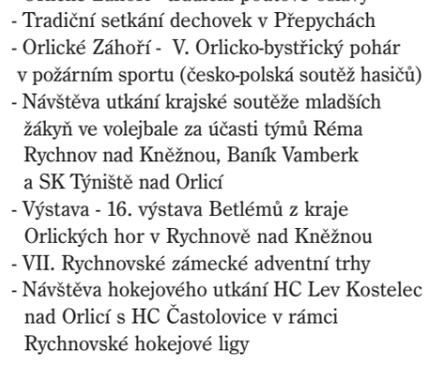 - Tradiční setkání dechovek v Přepychách
- Orlické Záhoří - V. Orlicko-bystřický pohár
v požárním sportu (česko-polská soutěž hasičů)
- Návštěva utkání krajské soutěže mladších
žákyň ve volejbale za účasti týmů Réma
Rychnov nad Kněžnou, Baník Vamberk
a SK Týniště nad Orlicí
- Výstava - 16. výstava Betlémů z kraje
Orlických hor v Rychnově nad Kněžnou
- VII. Rychnovské zámecké adventní trhy
- Návštěva hokejového utkání HC Lev Kostelec
nad Orlicí s HC Častolovice v rámci
Rychnovské hokejové ligy